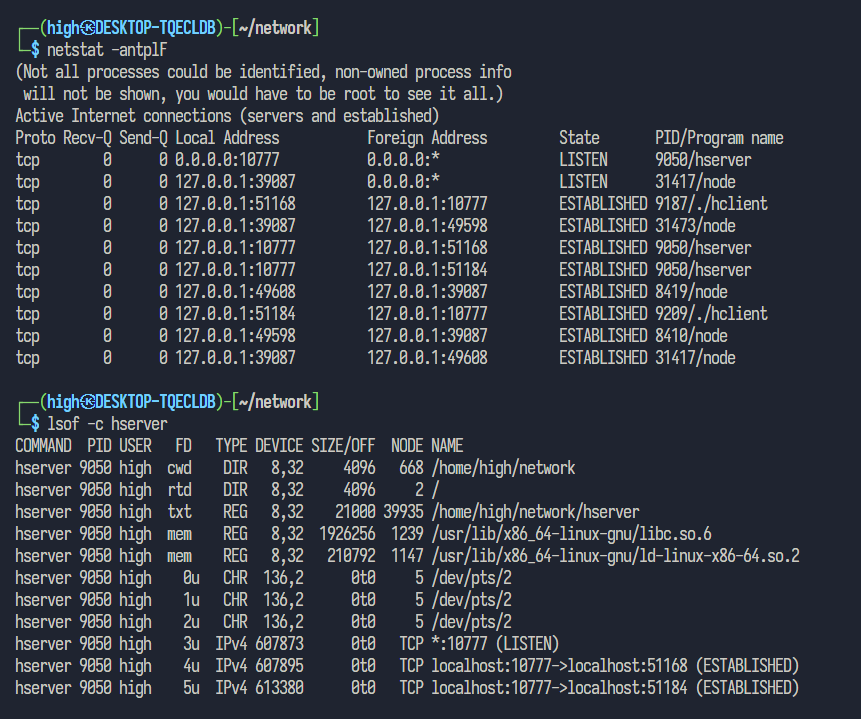 ┌──(high㉿DESKTOP-TQECLDB)-[~/network]
└─$ netstat -antplF
(Not all processes could be identified, non-owned process info
 will not be shown, you would have to be root to see it all.)
Active Internet connections (servers and established)
Proto Recv-Q Send-Q Local Address           Foreign Address         State       PID/Program name
tcp        0      0 0.0.0.0:10777           0.0.0.0:*               LISTEN      9050/hserver
tcp        0      0 127.0.0.1:39087         0.0.0.0:*               LISTEN      31417/node
tcp        0      0 127.0.0.1:51168         127.0.0.1:10777         ESTABLISHED 9187/./hclient
tcp        0      0 127.0.0.1:39087         127.0.0.1:49598         ESTABLISHED 31473/node
tcp        0      0 127.0.0.1:10777         127.0.0.1:51168         ESTABLISHED 9050/hserver
tcp        0      0 127.0.0.1:10777         127.0.0.1:51184         ESTABLISHED 9050/hserver
tcp        0      0 127.0.0.1:49608         127.0.0.1:39087         ESTABLISHED 8419/node
tcp        0      0 127.0.0.1:51184         127.0.0.1:10777         ESTABLISHED 9209/./hclient
tcp        0      0 127.0.0.1:49598         127.0.0.1:39087         ESTABLISHED 8410/node
tcp        0      0 127.0.0.1:39087         127.0.0.1:49608         ESTABLISHED 31417/node
┌──(high㉿DESKTOP-TQECLDB)-[~/network]
└─$ lsof -c hserver
COMMAND  PID USER   FD   TYPE DEVICE SIZE/OFF  NODE NAME
hserver 9050 high  cwd    DIR   8,32     4096   668 /home/high/network
hserver 9050 high  rtd    DIR   8,32     4096     2 /
hserver 9050 high  txt    REG   8,32    21000 39935 /home/high/network/hserver
hserver 9050 high  mem    REG   8,32  1926256  1239 /usr/lib/x86_64-linux-gnu/libc.so.6
hserver 9050 high  mem    REG   8,32   210792  1147 /usr/lib/x86_64-linux-gnu/ld-linux-x86-64.so.2
hserver 9050 high    0u   CHR  136,2      0t0     5 /dev/pts/2
hserver 9050 high    1u   CHR  136,2      0t0     5 /dev/pts/2
hserver 9050 high    2u   CHR  136,2      0t0     5 /dev/pts/2
hserver 9050 high    3u  IPv4 607873      0t0   TCP *:10777 (LISTEN)
hserver 9050 high    4u  IPv4 607895      0t0   TCP localhost:10777->localhost:51168 (ESTABLISHED)
hserver 9050 high    5u  IPv4 613380      0t0   TCP localhost:10777->localhost:51184 (ESTABLISHED)